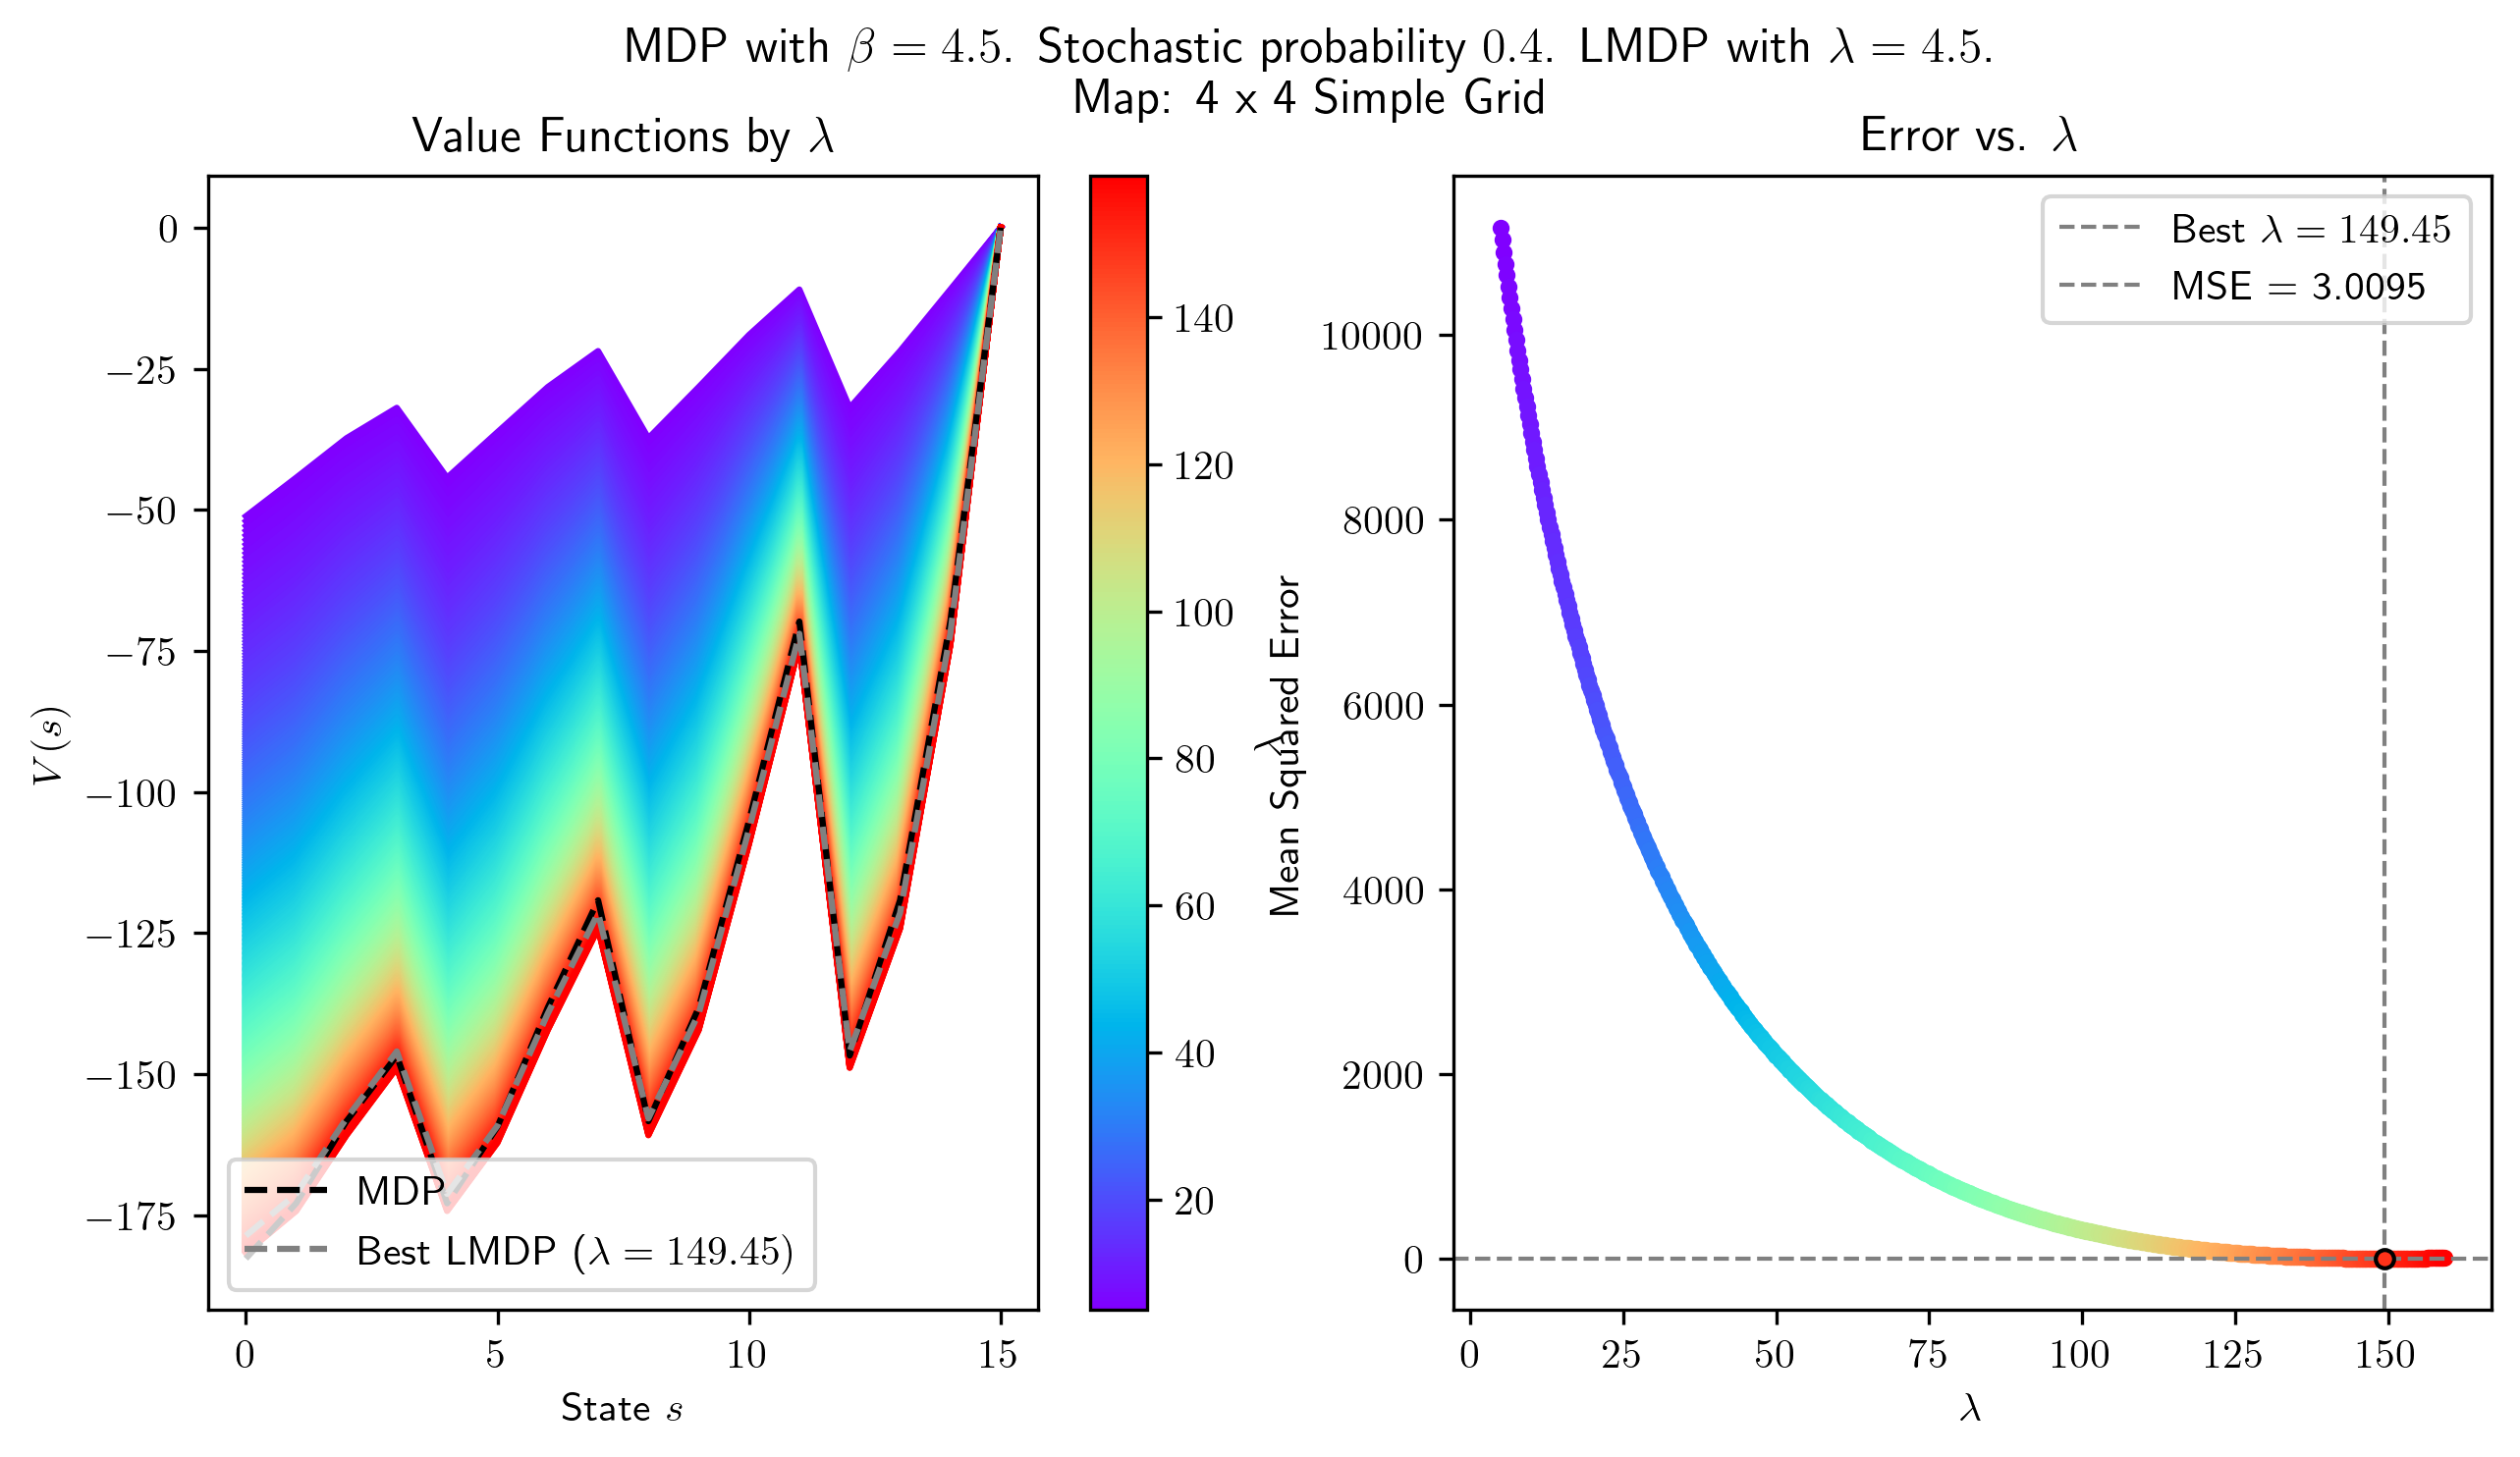 MDP with β = 4.5. Stochastic probability 0.4. LMDP with λ = 4.5.
Map: 4 x 4 Simple Grid
Value Functions by λ
0
−25
−50
−75
−100
−125
−150
−175
V(s)
MDP
Best LMDP (λ = 149.45)
0 5 10 15
State s
140
120
100
80
60
40
20
λ
Error vs. λ
Best λ = 149.45
MSE = 3.0095
10000
8000
6000
4000
2000
0
Mean Squared Error
0 25 50 75 100 125 150
λ